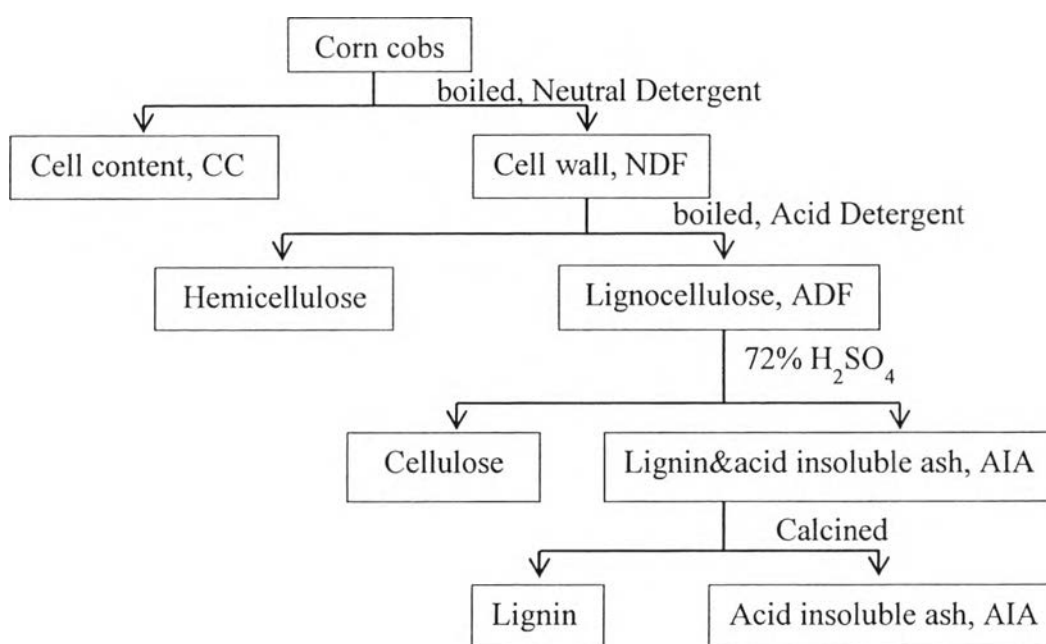 Corn cobs
boiled, Neutral Detergent
Cell content, CC
Cell wall, NDF
boiled, Acid Detergent
Hemicellulose
Lignocellulose, ADF
72% H₂SO₄
Cellulose
Lignin&acid insoluble ash, AIA
Calcined
Lignin
Acid insoluble ash, AIA